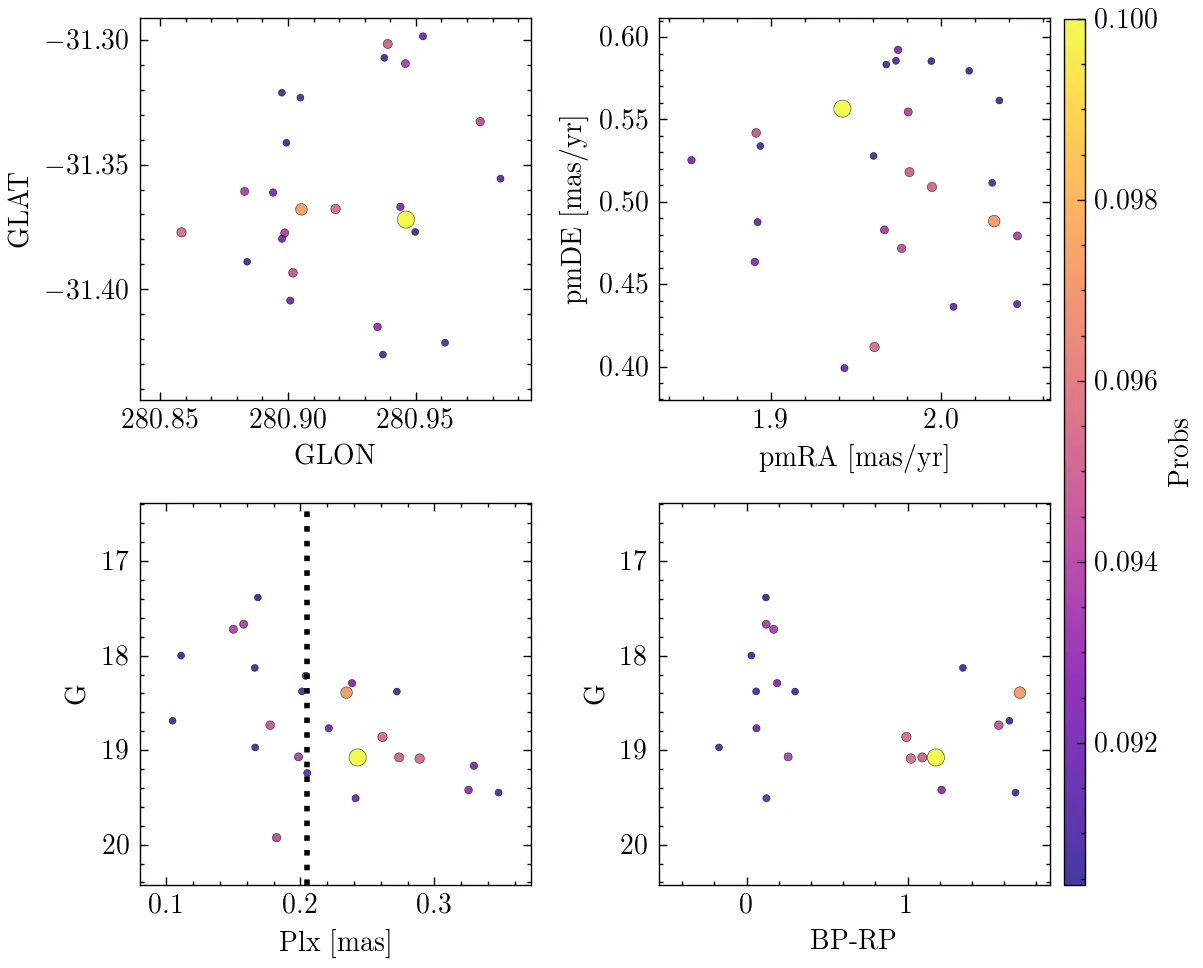 −31.30
−31.35
−31.40
GLAT
280.85 280.90 280.95
GLON
0.60
0.55
0.50
0.45
0.40
pmDE [mas/yr]
1.9 2.0
pmRA [mas/yr]
17
18
19
20
G
0.1 0.2 0.3
Plx [mas]
17
18
19
20
G
0 1
BP-RP
0.100
0.098
0.096
0.094
0.092
Probs